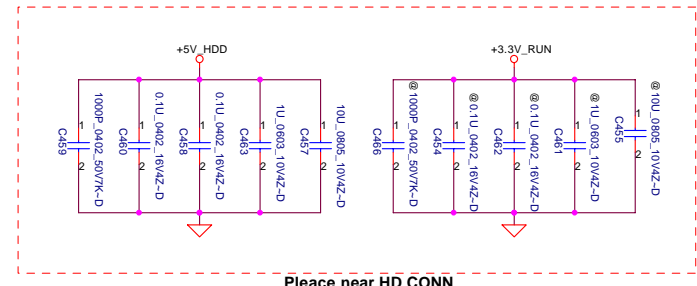 +5V_HDD
+3.3V_RUN
1
2
C459
1000P_0402_50V7K~D
1
2
C460
0.1U_0402_16V4Z~D
1
2
C458
0.1U_0402_16V4Z~D
1
2
C463
1U_0603_10V4Z~D
1
2
C457
10U_0805_10V4Z~D
1
2
C466
@ 1000P_0402_50V7K~D
1
2
C454
@ 0.1U_0402_16V4Z~D
1
2
C462
@ 0.1U_0402_16V4Z~D
1
2
C461
@ 1U_0603_10V4Z~D
1
2
C455
@ 10U_0805_10V4Z~D
Pleace near HD CONN